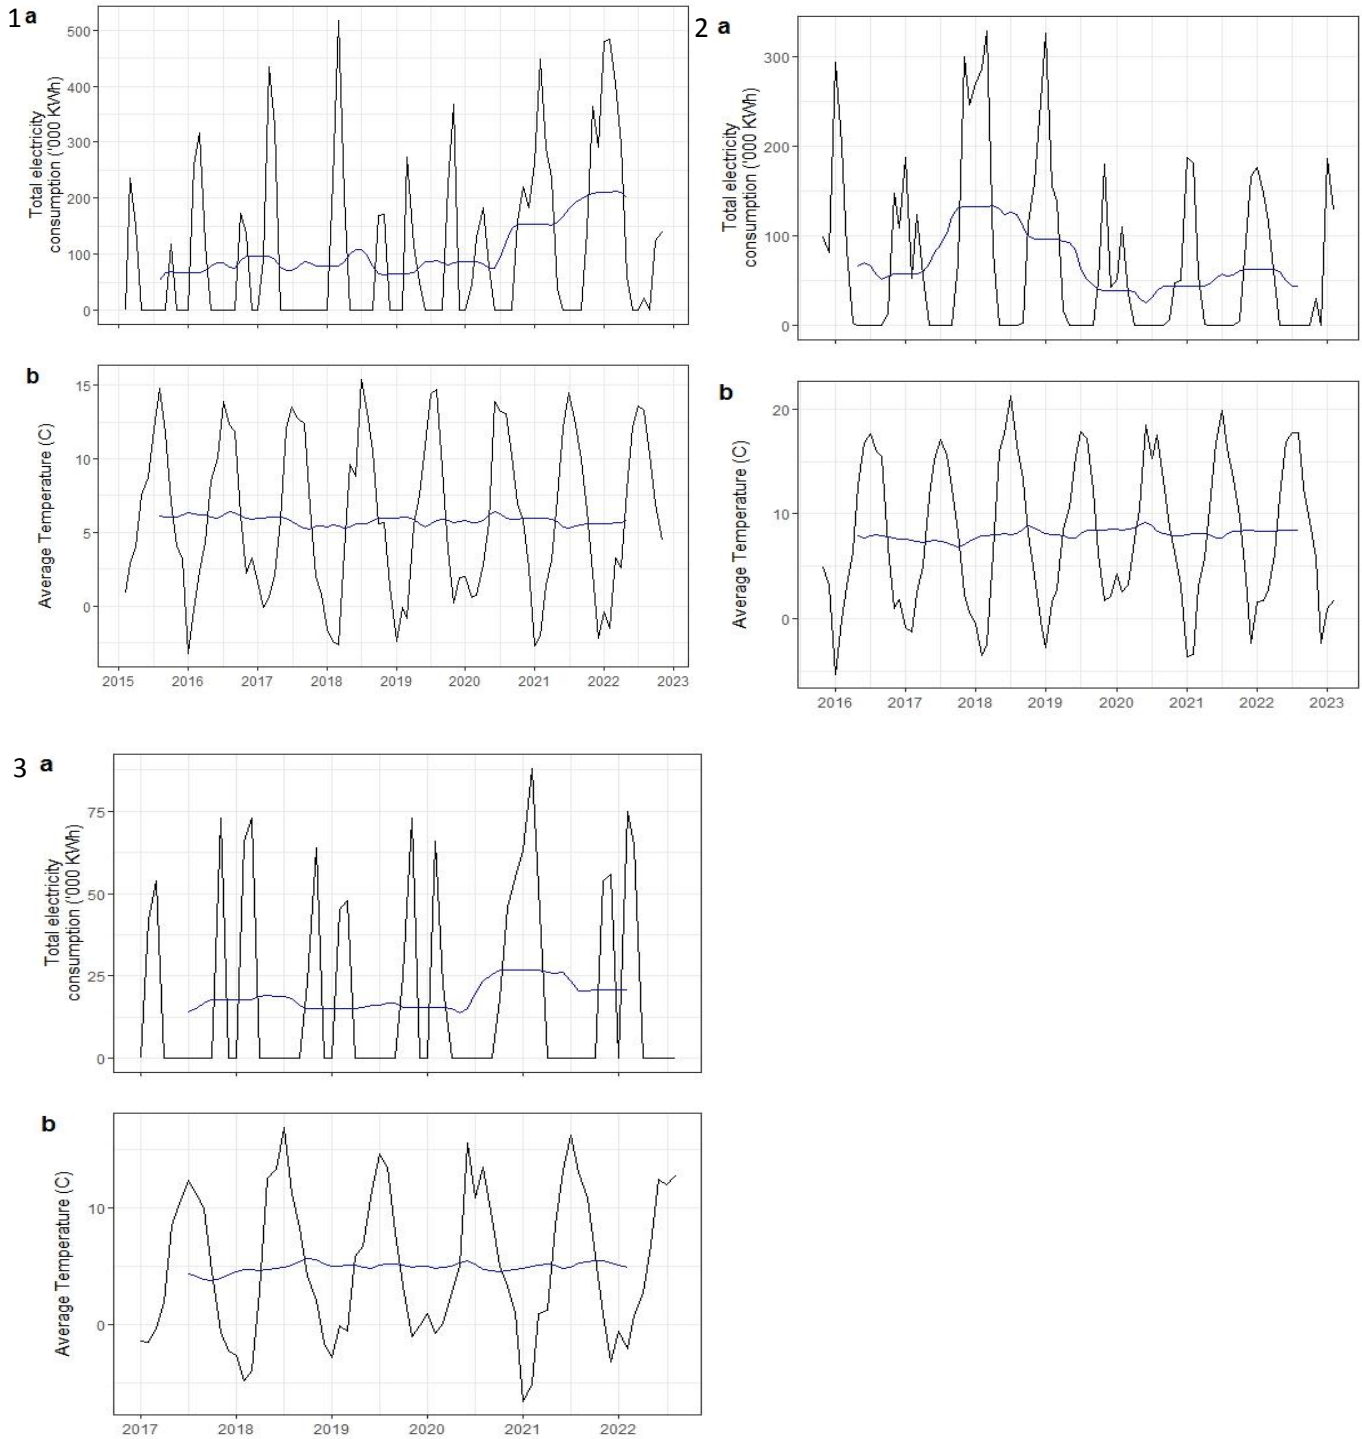 1 a
Total electricity
consumption ('000 KWh)
500
400
300
200
100
0
b
Average Temperature (C)
15
10
5
0
2015 2016 2017 2018 2019 2020 2021 2022 2023
2 a
Total electricity
consumption ('000 KWh)
300
200
100
0
b
Average Temperature (C)
20
10
0
2016 2017 2018 2019 2020 2021 2022 2023
3 a
Total electricity
consumption ('000 KWh)
75
50
25
0
b
Average Temperature (C)
10
0
2017 2018 2019 2020 2021 2022